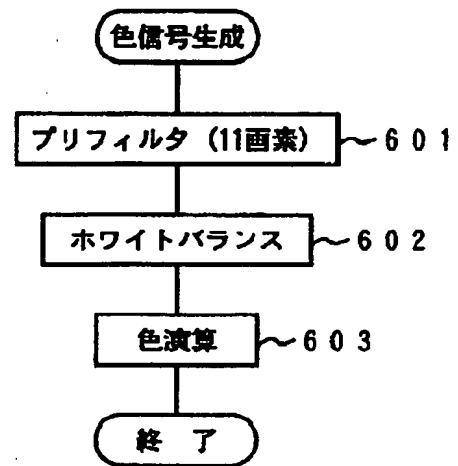 色信号生成
プリフィルタ (11画素) 601
ホワイトバランス 602
色演算 603
終 了